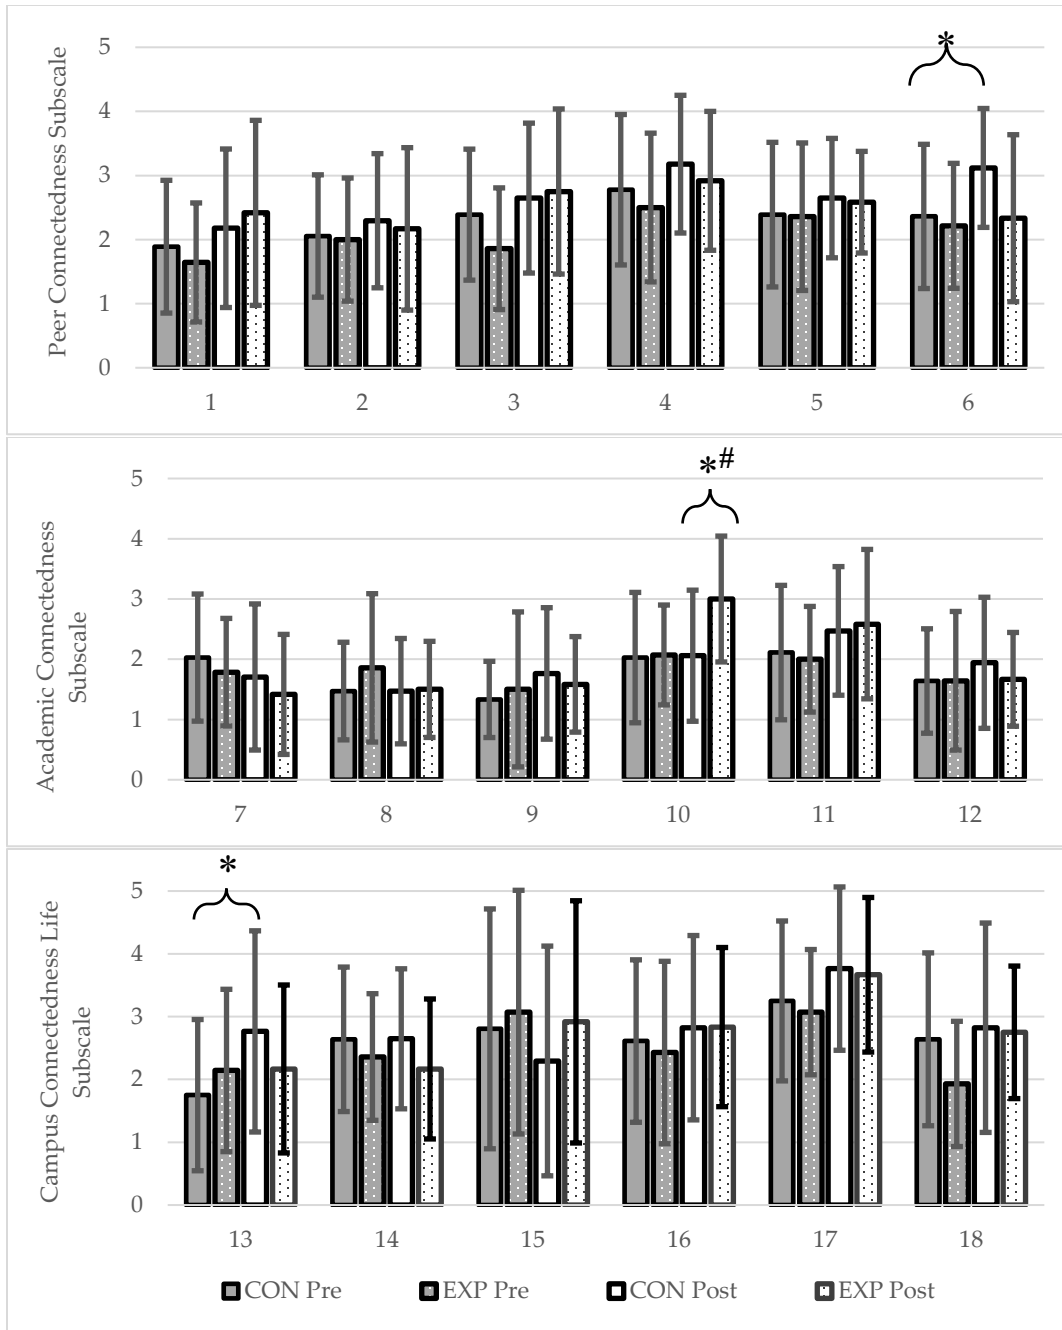 Peer Connectedness Subscale
5
4
3
2
1
0
*
1 2 3 4 5 6
Academic Connectedness
Subscale
5
4
3
2
1
0
*#
7 8 9 10 11 12
Campus Connectedness Life
Subscale
5
4
3
2
1
0
*
13 14 15 16 17 18
CON Pre EXP Pre CON Post EXP Post